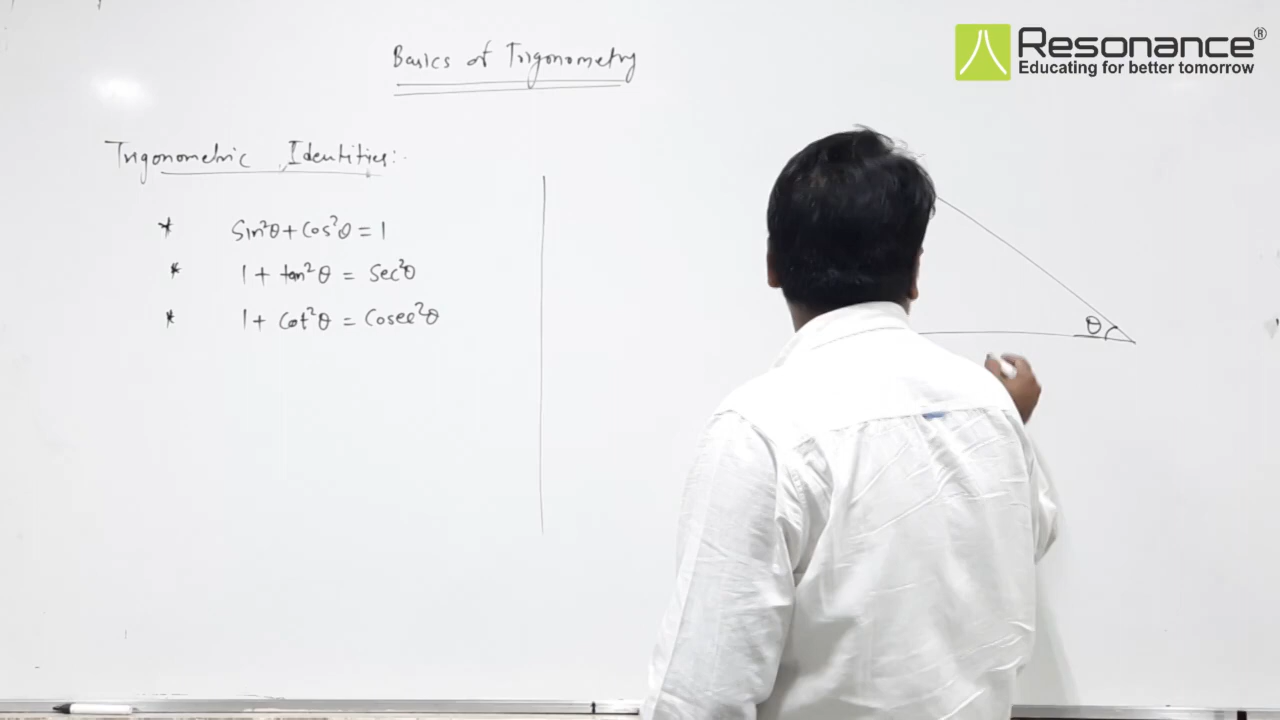 Resonance®
Educating for better tomorrow
Basics of Trigonometry
Trigonometric Identities:
* Sin²θ + Cos²θ = 1
* 1 + tan²θ = Sec²θ
* 1 + Cot²θ = Cosec²θ
θ